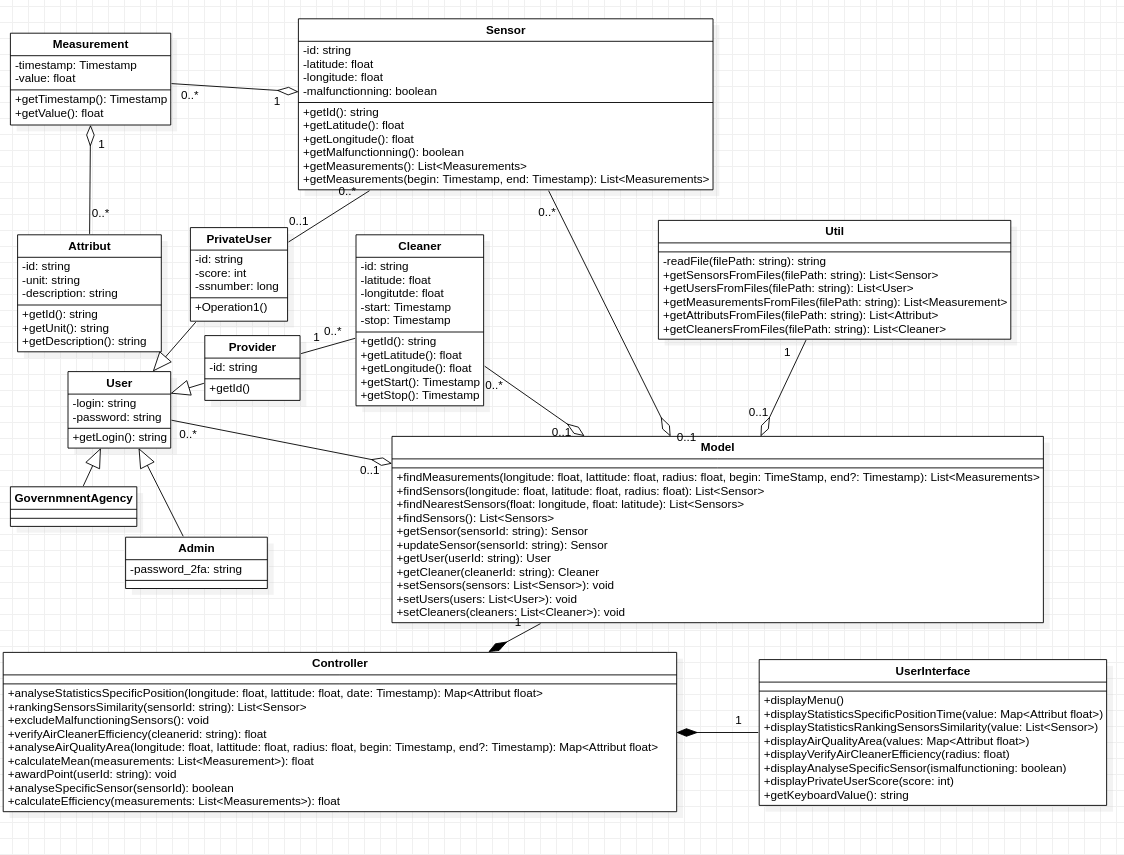 Measurement
-timestamp: Timestamp
-value: float
+getTimestamp(): Timestamp
+getValue(): float
0..*
1
Sensor
-id: string
-latitude: float
-longitude: float
-malfunctionning: boolean
+getId(): string
+getLatitude(): float
+getLongitude(): float
+getMalfunctionning(): boolean
+getMeasurements(): List<Measurements>
+getMeasurements(begin: Timestamp, end: Timestamp): List<Measurements>
1
0..*
0..*
0..1
0..*
Attribut
-id: string
-unit: string
-description: string
+getId(): string
+getUnit(): string
+getDescription(): string
PrivateUser
-id: string
-score: int
-ssnumber: long
+Operation1()
Cleaner
-id: string
-latitude: float
-longitutde: float
-start: Timestamp
-stop: Timestamp
+getId(): string
+getLatitude(): float
+getLongitude(): float
+getStart(): Timestamp
+getStop(): Timestamp
Util
-readFile(filePath: string): string
+getSensorsFromFiles(filePath: string): List<Sensor>
+getUsersFromFiles(filePath: string): List<User>
+getMeasurementsFromFiles(filePath: string): List<Measurement>
+getAttributsFromFiles(filePath: string): List<Attribut>
+getCleanersFromFiles(filePath: string): List<Cleaner>
Provider
-id: string
+getId()
1
0..*
1
0..*
0..1
User
-login: string
-password: string
+getLogin(): string
0..*
0..1
0..1
0..1
GovernmnentAgency
Admin
-password_2fa: string
Model
+findMeasurements(longitude: float, lattitude: float, radius: float, begin: TimeStamp, end?: Timestamp): List<Measurements>
+findSensors(longitude: float, latitude: float, radius: float): List<Sensor>
+findNearestSensors(float: longitude, float: latitude): List<Sensors>
+findSensors(): List<Sensors>
+getSensor(sensorId: string): Sensor
+updateSensor(sensorId: string): Sensor
+getUser(userId: string): User
+getCleaner(cleanerId: string): Cleaner
+setSensors(sensors: List<Sensor>): void
+setUsers(users: List<User>): void
+setCleaners(cleaners: List<Cleaner>): void
1
Controller
+analyseStatisticsSpecificPosition(longitude: float, lattitude: float, date: Timestamp): Map<Attribut float>
+rankingSensorsSimilarity(sensorId: string): List<Sensor>
+excludeMalfunctioningSensors(): void
+verifyAirCleanerEfficiency(cleanerid: string): float
+analyseAirQualityArea(longitude: float, lattitude: float, radius: float, begin: Timestamp, end?: Timestamp): Map<Attribut float>
+calculateMean(measurements: List<Measurement>): float
+awardPoint(userId: string): void
+analyseSpecificSensor(sensorId): boolean
+calculateEfficiency(measurements: List<Measurements>): float
1
UserInterface
+displayMenu()
+displayStatisticsSpecificPositionTime(value: Map<Attribut float>)
+displayStatisticsRankingSensorsSimilarity(value: List<Sensor>)
+displayAirQualityArea(values: Map<Attribut float>)
+displayVerifyAirCleanerEfficiency(radius: float)
+displayAnalyseSpecificSensor(ismalfunctioning: boolean)
+displayPrivateUserScore(score: int)
+getKeyboardValue(): string